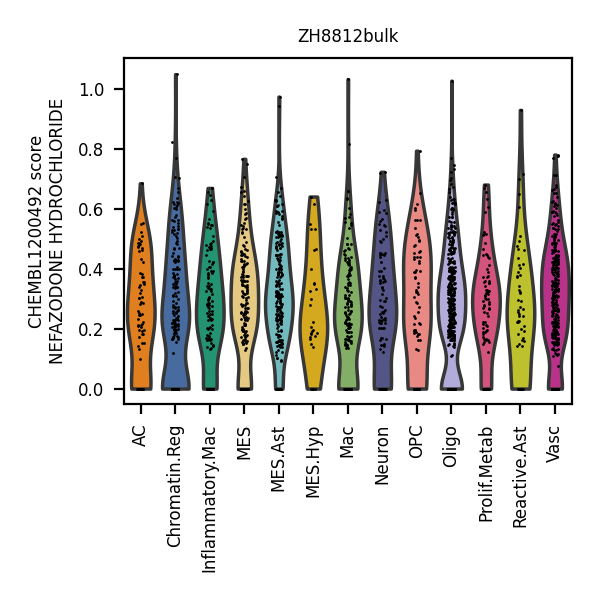 ZH8812bulk
CHEMBL1200492 score
NEFAZODONE HYDROCHLORIDE
1.0
0.8
0.6
0.4
0.2
0.0
AC
Chromatin.Reg
Inflammatory.Mac
MES
MES.Ast
MES.Hyp
Mac
Neuron
OPC
Oligo
Prolif.Metab
Reactive.Ast
Vasc